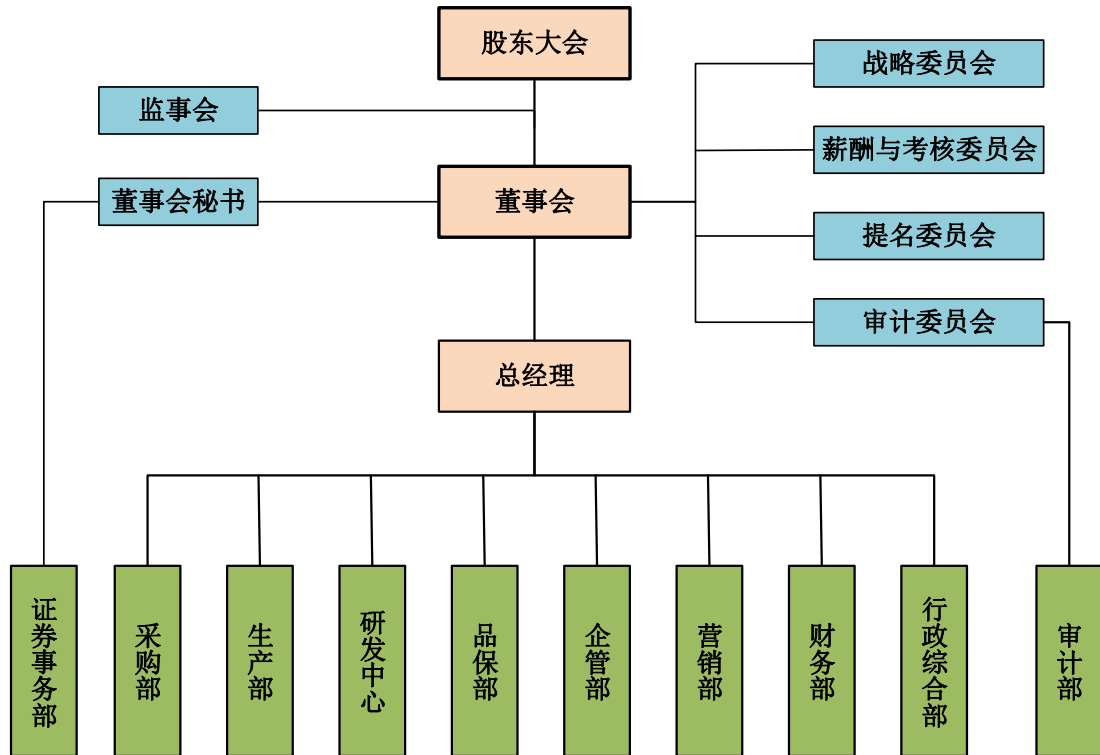 股东大会
战略委员会
监事会
薪酬与考核委员会
董事会秘书
董事会
提名委员会
审计委员会
总经理
证券事务部
采购部
生产部
研发中心
品保部
企管部
营销部
财务部
行政综合部
审计部